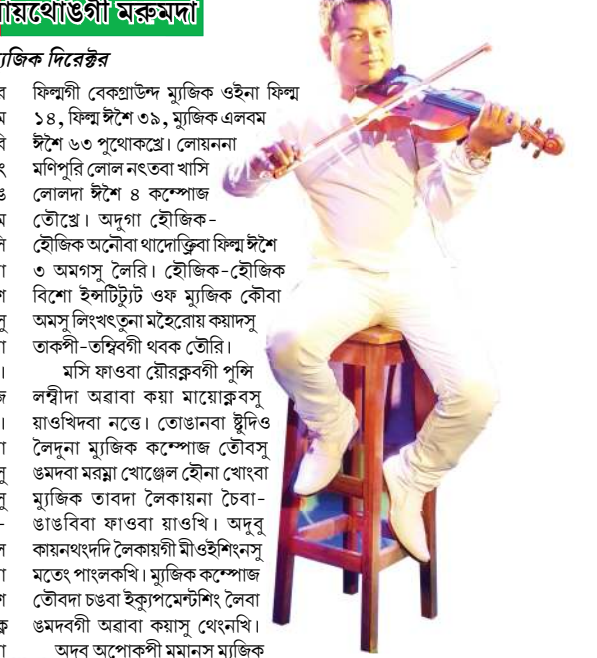 য়থোঙগী মরুমদা
ম্যুজিক দিরেক্টর
ফিল্মগী বেকগ্রাউন্দ ম্যুজিক ওইনা ফিল্ম
১৪, ফিল্ম ঈশৈ ৩৯, ম্যুজিক এলবম
ঈশৈ ৬৩ পুথোকখ্রে। লোয়ননা
মণিপুরি লোল নৎতবা খাসি
লোলদা ঈশৈ ৪ কম্পোজ
তৌখ্রে। অদুগা হৌজিক-
হৌজিক অনৌবা থাদোক্ত্রিবা ফিল্ম ঈশৈ
৩ অমগসু লৈরি। হৌজিক-হৌজিক
বিশো ইন্সটিট্যুট ওফ ম্যুজিক কৌবা
অমসু লিংখৎতুনা মহৈরোয় কয়াদসু
তাকপী-তম্বিবগী থবক তৌরি।
মসি ফাওবা য়ৌরক্লবগী পুন্সি
লম্বীদা অৱাবা কয়া মায়োক্নবসু
য়াওখিদবা নত্তে। তোঙানবা ষ্টুদিও
লৈদুনা ম্যুজিক কম্পোজ তৌবসু
ঙমদবা মরম্না খোঞ্জেল হৌনা খোংবা
ম্যুজিক তাবদা লৈকায়না চৈবা-
ঙাঙবিবা ফাওবা য়াওখি। অদুবু
কায়নথংদদি লৈকায়গী মীওইশিংনসু
মতেং পাংলকখি। ম্যুজিক কম্পোজ
তৌবদা চঙবা ইক্যুপমেন্টশিং লৈবা
ঙমদবগী অৱাবা কয়াসু থেংনখি।
অদুবু অপোকপী মমানসু ম্যুজিক